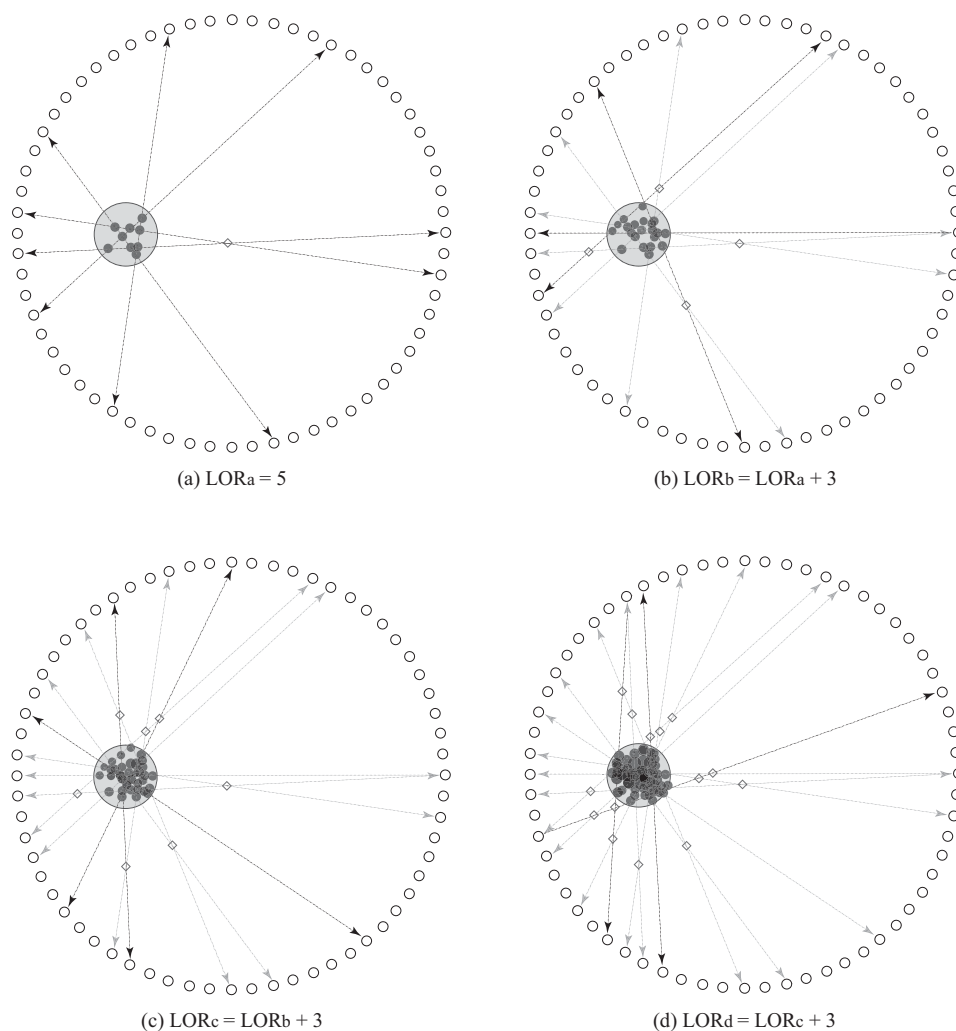 (a) LORa = 5
(b) LORb = LORa + 3
(c) LORc = LORb + 3
(d) LORd = LORc + 3